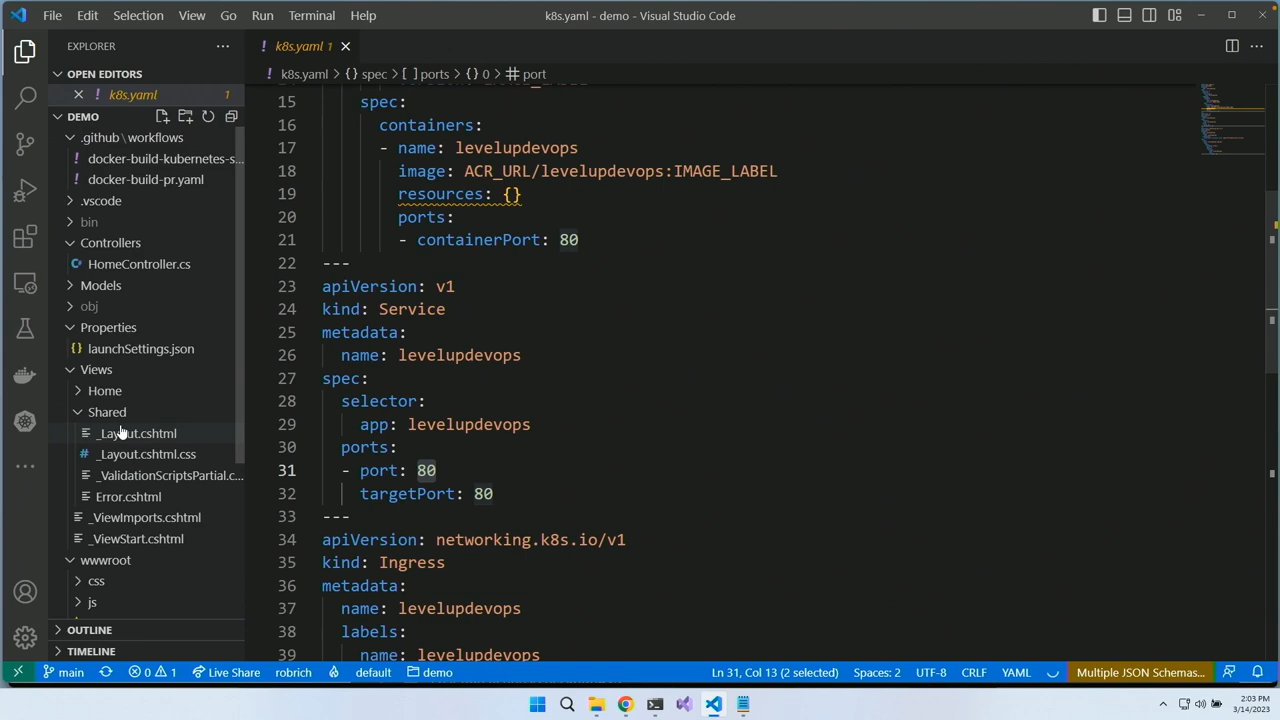 File Edit Selection View Go Run Terminal Help
k8s.yaml - demo - Visual Studio Code
EXPLORER
OPEN EDITORS
k8s.yaml 1
DEMO
.github \ workflows
docker-build-kubernetes-s...
docker-build-pr.yaml
.vscode
bin
Controllers
HomeController.cs
Models
obj
Properties
launchSettings.json
Views
Home
Shared
_Layout.cshtml
_Layout.cshtml.css
_ValidationScriptsPartial.c...
Error.cshtml
_ViewImports.cshtml
_ViewStart.cshtml
wwwroot
css
js
OUTLINE
TIMELINE
k8s.yaml 1
k8s.yaml > {} spec > [ ] ports > {} 0 > # port
15 spec:
16 containers:
17 - name: levelupdevops
18 image: ACR_URL/levelupdevops:IMAGE_LABEL
19 resources: {}
20 ports:
21 - containerPort: 80
22 ---
23 apiVersion: v1
24 kind: Service
25 metadata:
26 name: levelupdevops
27 spec:
28 selector:
29 app: levelupdevops
30 ports:
31 - port: 80
32 targetPort: 80
33 ---
34 apiVersion: networking.k8s.io/v1
35 kind: Ingress
36 metadata:
37 name: levelupdevops
38 labels:
39 name: levelupdevops
main 0 1 Live Share robrich default demo Ln 31, Col 13 (2 selected) Spaces: 2 UTF-8 CRLF YAML Multiple JSON Schemas...
2:03 PM
3/14/2023